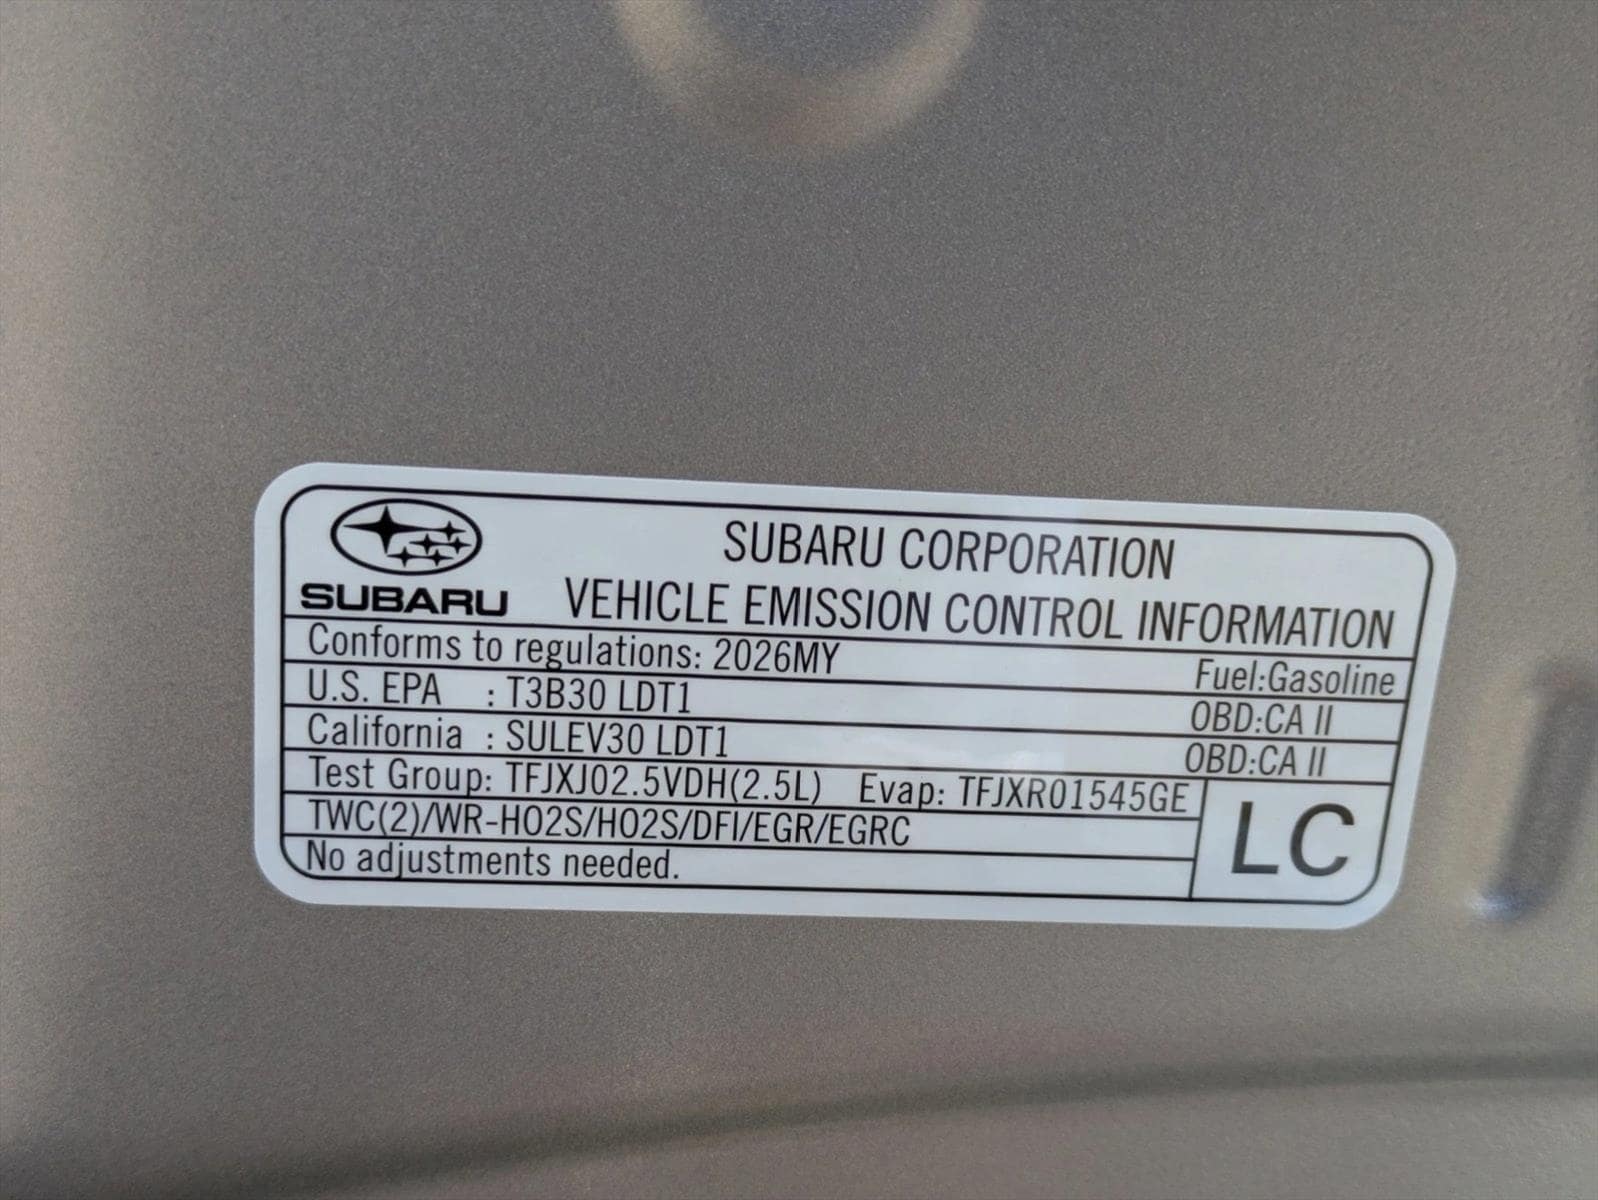 SUBARU
SUBARU CORPORATION
VEHICLE EMISSION CONTROL INFORMATION
Conforms to regulations: 2026MY Fuel:Gasoline
U.S. EPA : T3B30 LDT1 OBD:CA II
California : SULEV30 LDT1 OBD:CA II
Test Group: TFJXJ02.5VDH(2.5L) Evap: TFJXR01545GE
TWC(2)/WR-HO2S/HO2S/DFI/EGR/EGRC
No adjustments needed.
LC